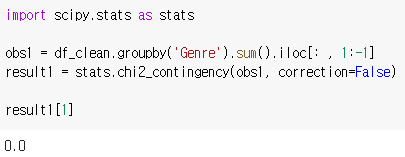 import scipy.stats as stats
obs1 = df_clean.groupby('Genre').sum().iloc[: , 1:-1]
result1 = stats.chi2_contingency(obs1, correction=False)
result1[1]
0.0